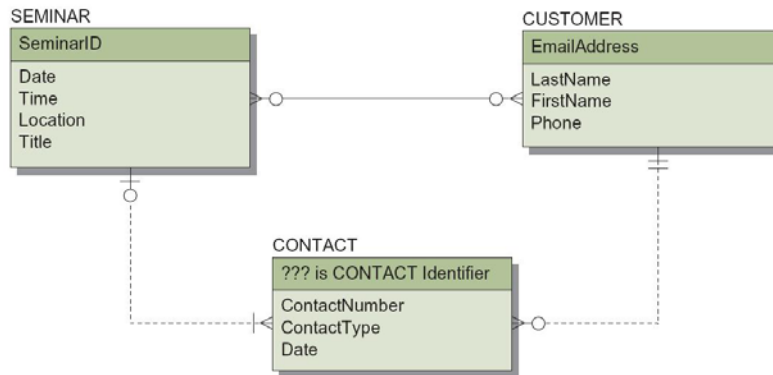 SEMINAR
SeminarID
Date
Time
Location
Title
CUSTOMER
EmailAddress
LastName
FirstName
Phone
CONTACT
??? is CONTACT Identifier
ContactNumber
ContactType
Date